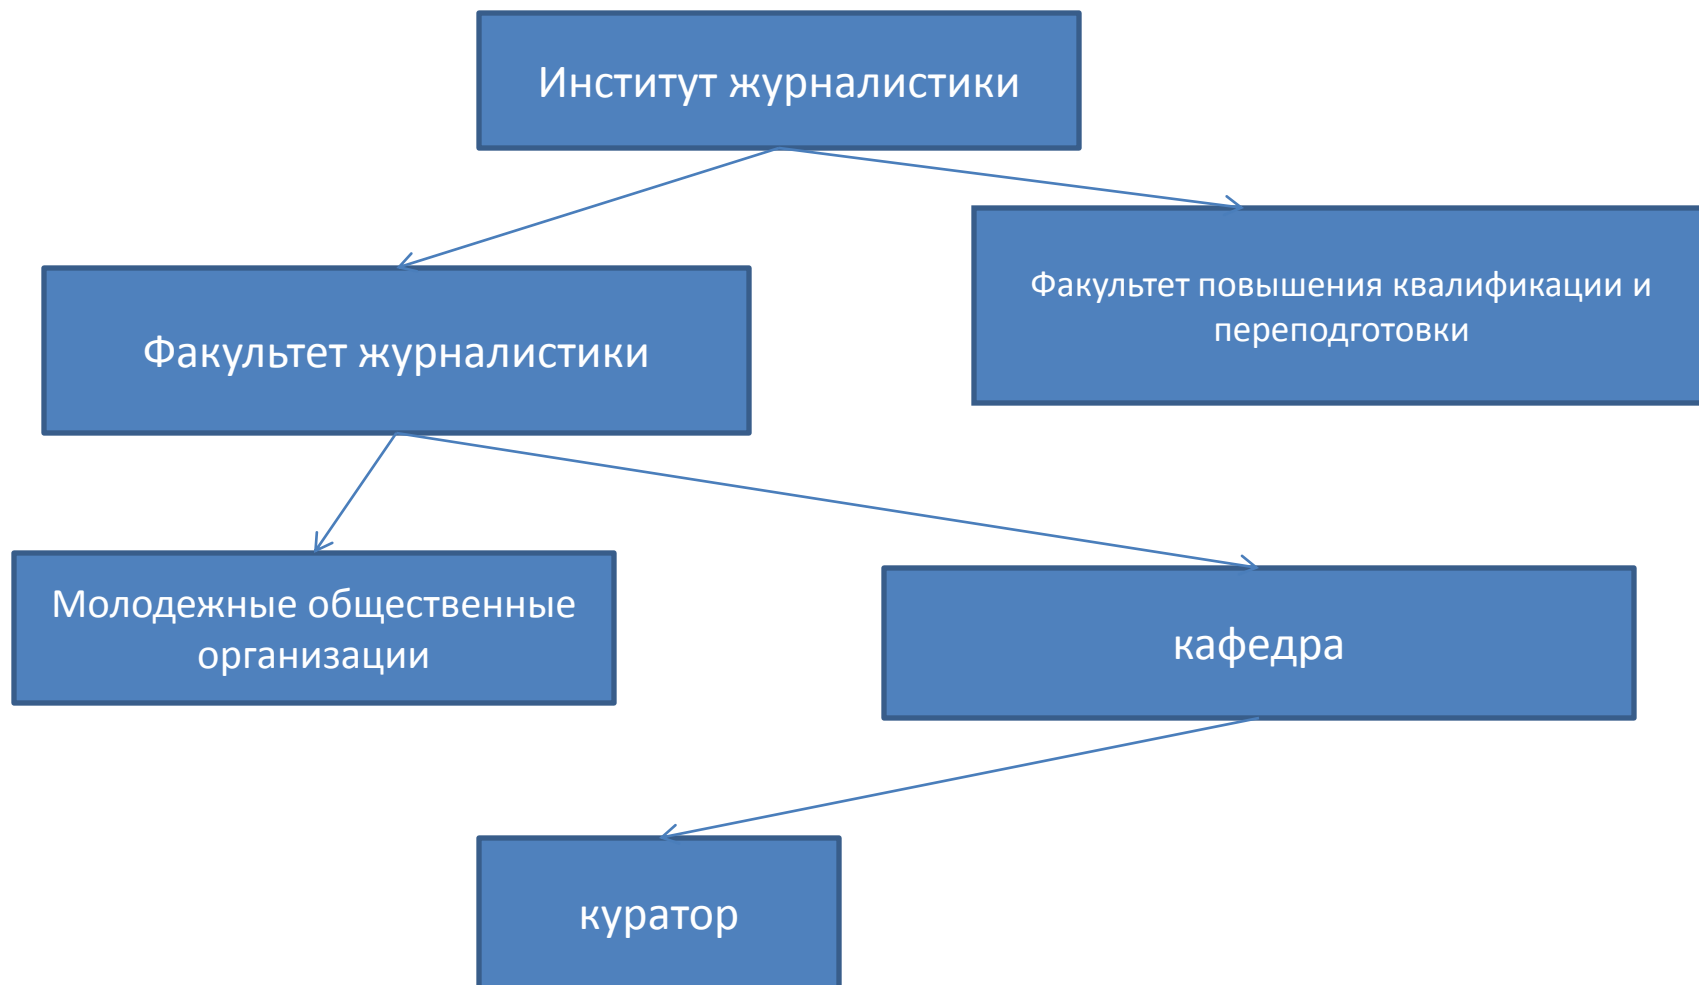 Институт журналистики
Факультет повышения квалификации и
переподготовки
Факультет журналистики
Молодежные общественные
организации
кафедра
куратор